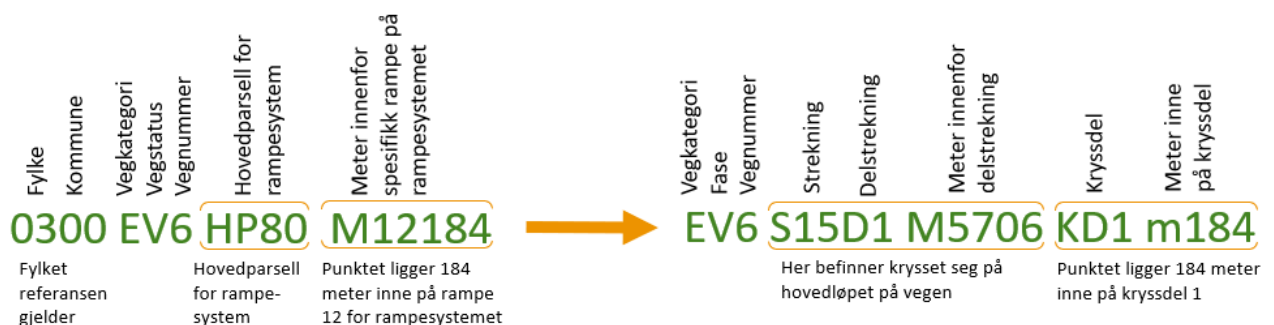 Fylke
Kommune
Vegkategori
Vegstatus
Vegnummer
Hovedparsell for
rampesystem
Meter innenfor
spesifikk rampe på
rampesystemet
0300 EV6 HP80 M12184
Fylket
referansen
gjelder
Hovedparsell
for rampe-
system
Punktet ligger 184
meter inne på rampe
12 for rampesystemet
Vegkategori
Fase
Vegnummer
Strekning
Delstrekning
Meter innenfor
delstrekning
Kryssdel
Meter inne
på kryssdel
EV6 S15D1 M5706 KD1 m184
Her befinner krysset seg på
hovedløpet på vegen
Punktet ligger 184 meter
inne på kryssdel 1